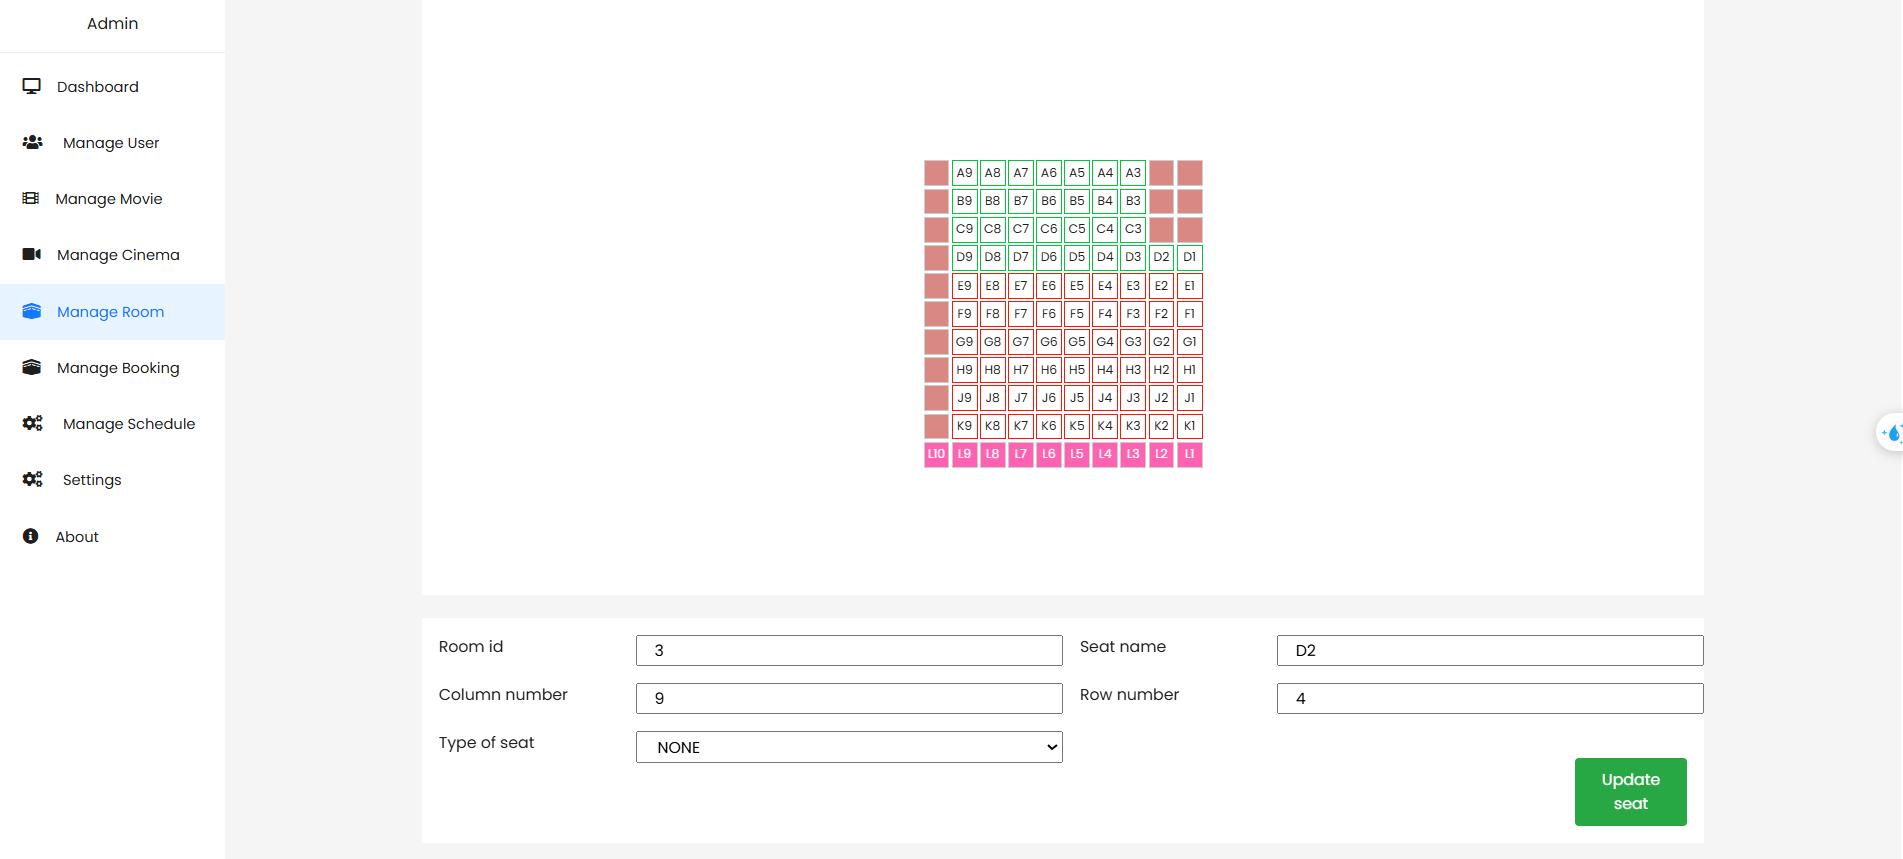 Admin
Dashboard
Manage User
Manage Movie
Manage Cinema
Manage Room
Manage Booking
Manage Schedule
Settings
About
A9 A8 A7 A6 A5 A4 A3
B9 B8 B7 B6 B5 B4 B3
C9 C8 C7 C6 C5 C4 C3
D9 D8 D7 D6 D5 D4 D3 D2 D1
E9 E8 E7 E6 E5 E4 E3 E2 E1
F9 F8 F7 F6 F5 F4 F3 F2 F1
G9 G8 G7 G6 G5 G4 G3 G2 G1
H9 H8 H7 H6 H5 H4 H3 H2 H1
J9 J8 J7 J6 J5 J4 J3 J2 J1
K9 K8 K7 K6 K5 K4 K3 K2 K1
L10 L9 L8 L7 L6 L5 L4 L3 L2 L1
Room id 3 Seat name D2
Column number 9 Row number 4
Type of seat NONE
Update
seat